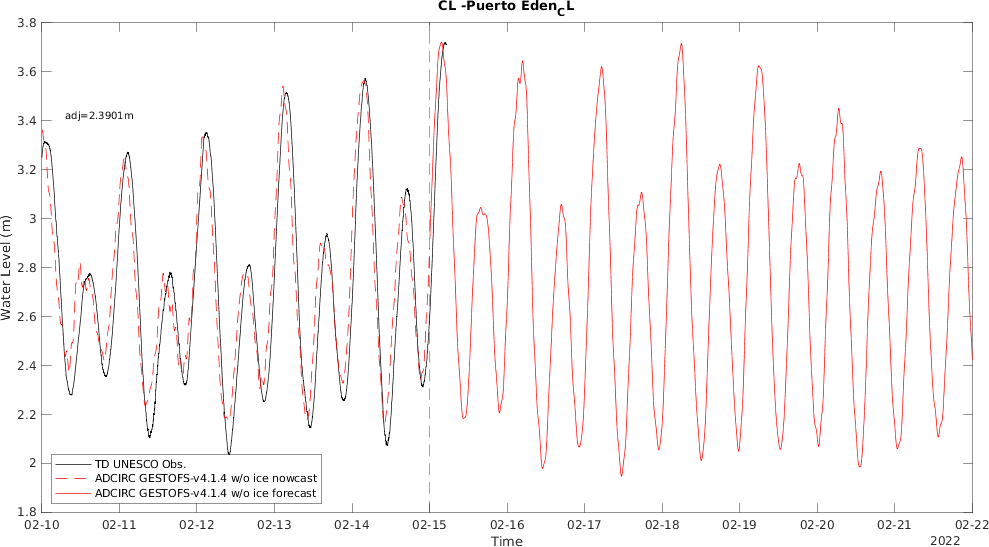 CL -Puerto Eden_CL
3.8
3.6
3.4
3.2
3
2.8
2.6
2.4
2.2
2
1.8
Water Level (m)
adj=2.3901m
TD UNESCO Obs.
ADCIRC GESTOFS-v4.1.4 w/o ice nowcast
ADCIRC GESTOFS-v4.1.4 w/o ice forecast
02-10 02-11 02-12 02-13 02-14 02-15 02-16 02-17 02-18 02-19 02-20 02-21 02-22
Time
2022